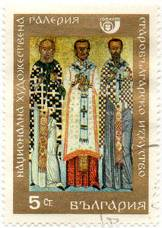 НАЦИОНАЛНА ХУДОЖЕСТВЕНА
ГАЛЕРИЯ
СТАРОБЪЛГАРСКО ИЗКУСТВО
5 СТ.
БЪЛГАРИЯ